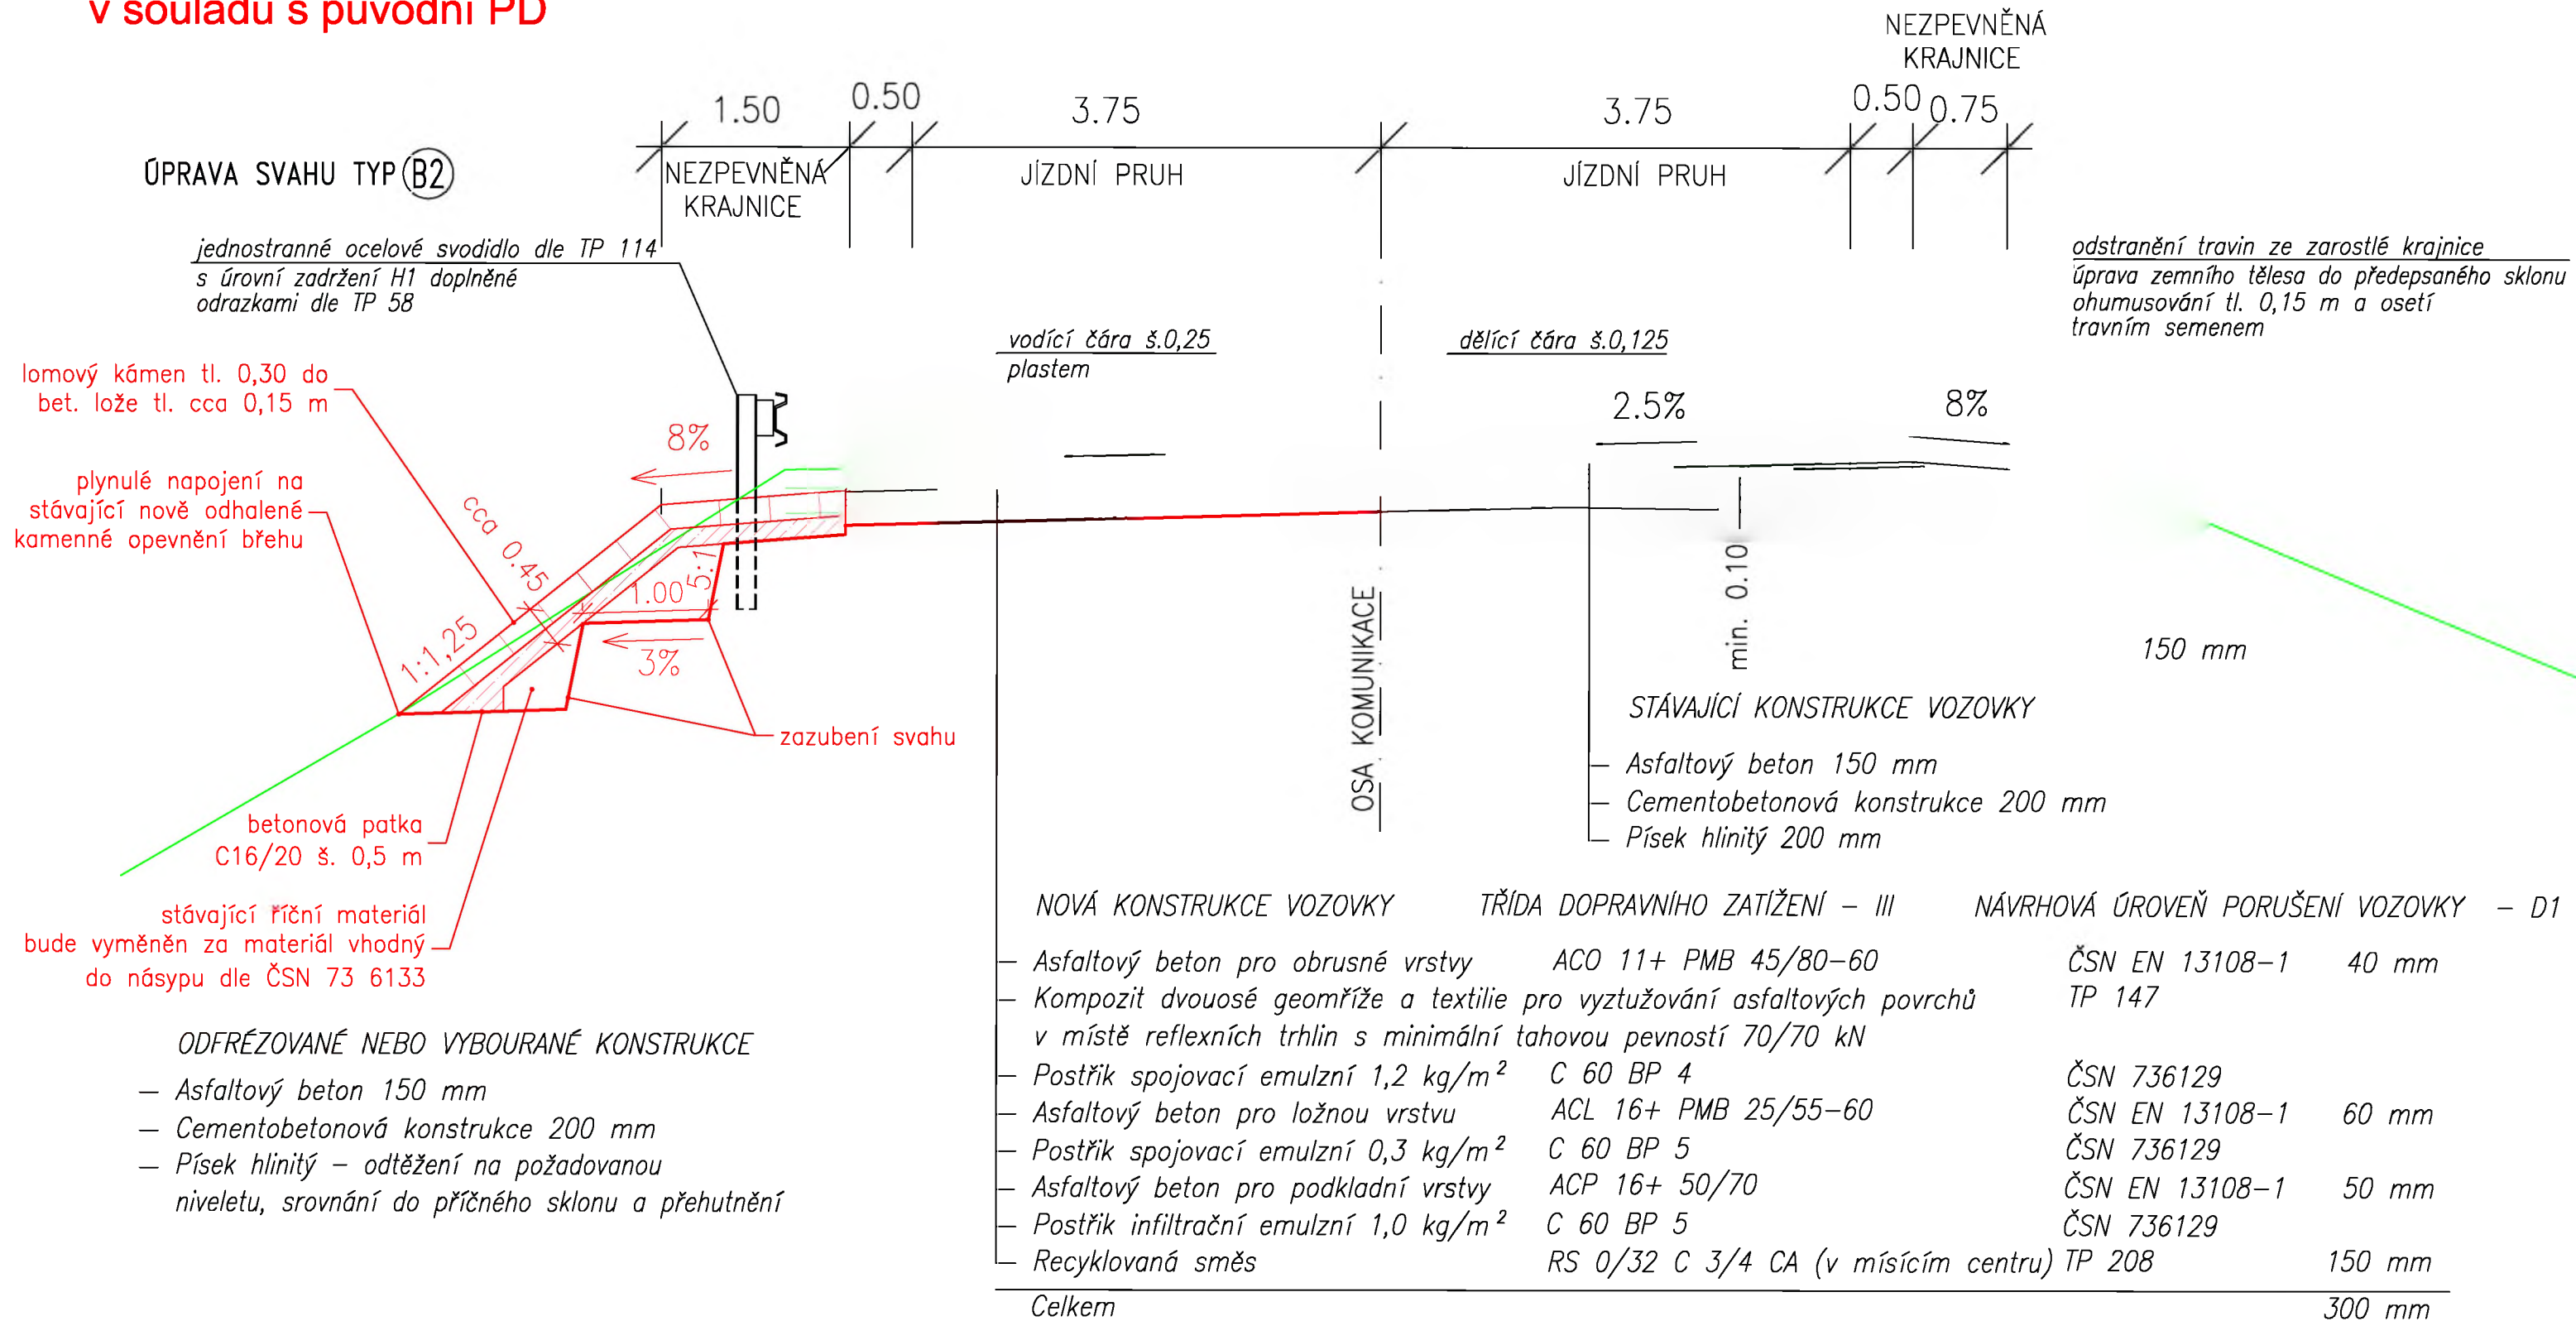 v souladu s původní PD
NEZPEVNĚNÁ
KRAJNICE
1.50 0.50 3.75 3.75 0.50 0.75
ÚPRAVA SVAHU TYP B2
NEZPEVNĚNÁ
KRAJNICE
JÍZDNÍ PRUH
JÍZDNÍ PRUH
jednostranné ocelové svodidlo dle TP 114
s úrovní zadržení H1 doplněné
odrazkami dle TP 58
odstranění travin ze zarostlé krajnice
úprava zemního tělesa do předepsaného sklonu
ohumusování tl. 0,15 m a osetí
travním semenem
vodící čára š.0,25
plastem
dělící čára š.0,125
lomový kámen tl. 0,30 do
bet. lože tl. cca 0,15 m
8%
2.5%
8%
plynulé napojení na
stávající nově odhalené
kamenné opevnění břehu
cca 0.45
1.00
5:1
1:1,25
3%
min. 0.10
OSA KOMUNIKACE
150 mm
zazubení svahu
STÁVAJÍCÍ KONSTRUKCE VOZOVKY
– Asfaltový beton 150 mm
– Cementobetonová konstrukce 200 mm
– Písek hlinitý 200 mm
betonová patka
C16/20 š. 0,5 m
stávající říční materiál
bude vyměněn za materiál vhodný
do násypu dle ČSN 73 6133
NOVÁ KONSTRUKCE VOZOVKY TŘÍDA DOPRAVNÍHO ZATÍŽENÍ – III NÁVRHOVÁ ÚROVEŇ PORUŠENÍ VOZOVKY – D1
– Asfaltový beton pro obrusné vrstvy ACO 11+ PMB 45/80–60 ČSN EN 13108–1 40 mm
– Kompozit dvouosé geomříže a textilie pro vyztužování asfaltových povrchů TP 147
v místě reflexních trhlin s minimální tahovou pevností 70/70 kN
– Postřik spojovací emulzní 1,2 kg/m² C 60 BP 4 ČSN 736129
– Asfaltový beton pro ložnou vrstvu ACL 16+ PMB 25/55–60 ČSN EN 13108–1 60 mm
– Postřik spojovací emulzní 0,3 kg/m² C 60 BP 5 ČSN 736129
– Asfaltový beton pro podkladní vrstvy ACP 16+ 50/70 ČSN EN 13108–1 50 mm
– Postřik infiltrační emulzní 1,0 kg/m² C 60 BP 5 ČSN 736129
– Recyklovaná směs RS 0/32 C 3/4 CA (v mísícím centru) TP 208 150 mm
Celkem 300 mm
ODFRÉZOVANÉ NEBO VYBOURANÉ KONSTRUKCE
– Asfaltový beton 150 mm
– Cementobetonová konstrukce 200 mm
– Písek hlinitý – odtěžení na požadovanou
niveletu, srovnání do příčného sklonu a přehutnění